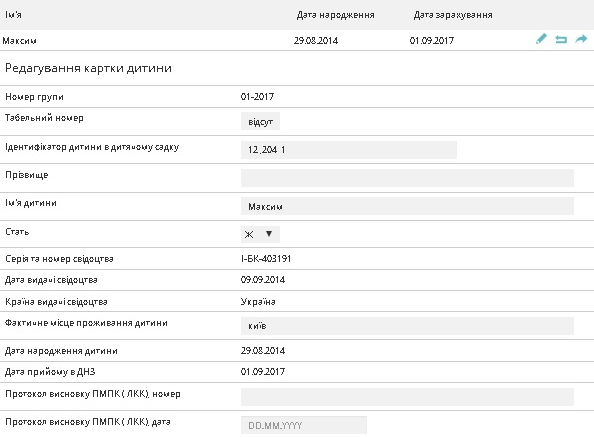 Ім'я Дата народження Дата зарахування
Максим 29.08.2014 01.09.2017
Редагування картки дитини
Номер групи 01-2017
Табельний номер відсут
Ідентифікатор дитини в дитячому садку 12,204 1
Прізвище
Ім'я дитини Максим
Стать Ж
Серія та номер свідоцтва І-БК-403191
Дата видачі свідоцтва 09.09.2014
Країна видачі свідоцтва Україна
Фактичне місце проживання дитини київ
Дата народження дитини 29.08.2014
Дата прийому в ДНЗ 01.09.2017
Протокол висновку ПМПК ( ЛКК), номер
Протокол висновку ПМПК ( ЛКК), дата DD.MM.YYYY